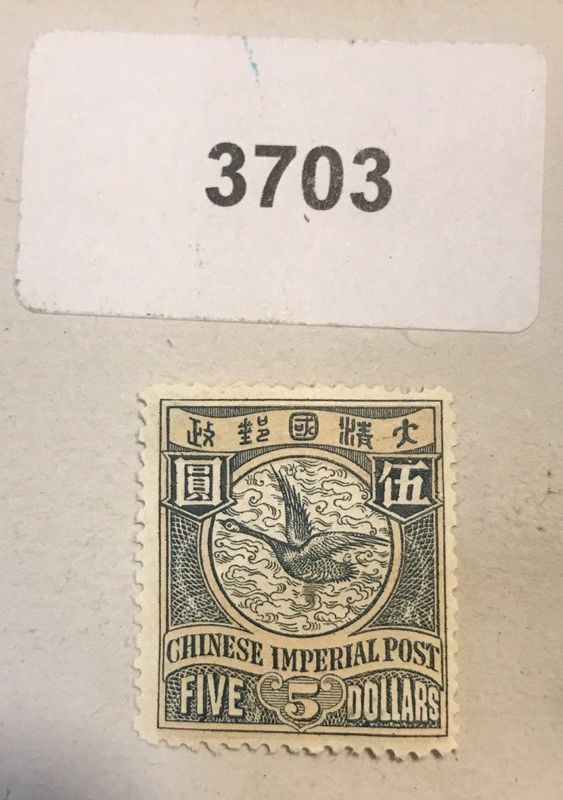 3703
大清國郵政
伍圓
CHINESE IMPERIAL POST
FIVE 5 DOLLARS